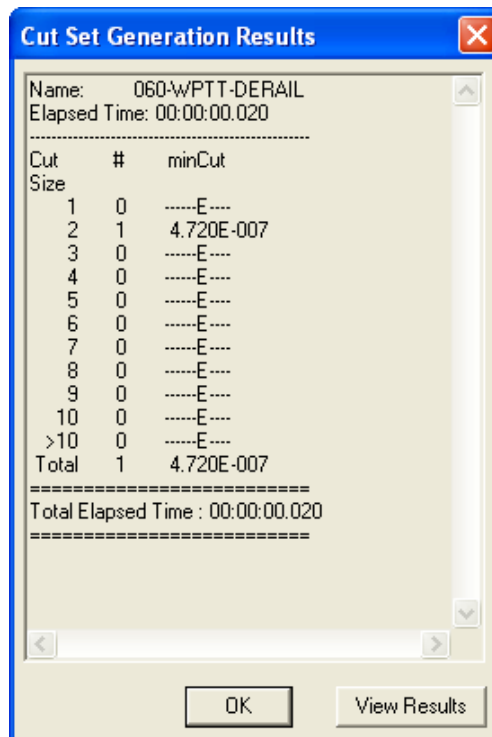 Cut Set Generation Results
Name: 060-WPTT-DERAIL
Elapsed Time: 00:00:00.020
---------------------------------------------
Cut # minCut
Size
1 0 ------E----
2 1 4.720E-007
3 0 ------E----
4 0 ------E----
5 0 ------E----
6 0 ------E----
7 0 ------E----
8 0 ------E----
9 0 ------E----
10 0 ------E----
>10 0 ------E----
Total 1 4.720E-007
==========================
Total Elapsed Time : 00:00:00.020
==========================
OK View Results